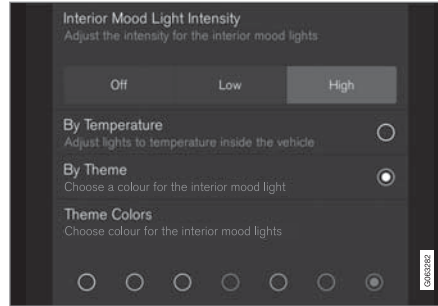 Interior Mood Light Intensity
Adjust the intensity for the interior mood lights
Off Low High
By Temperature
Adjust lights to temperature inside the vehicle
By Theme
Choose a colour for the interior mood light
Theme Colors
Choose colour for the interior mood lights
G063282